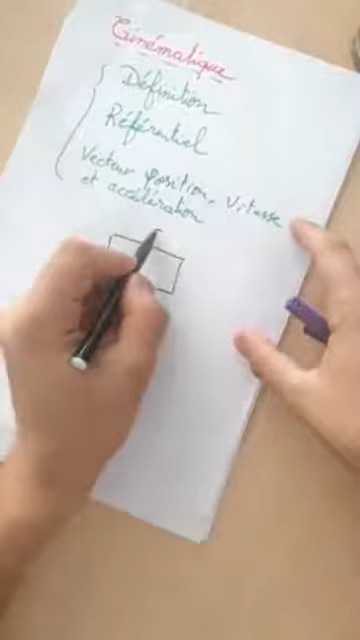 Cinématique
Définition
Référentiel
Vecteur position, Vitesse
et accélération